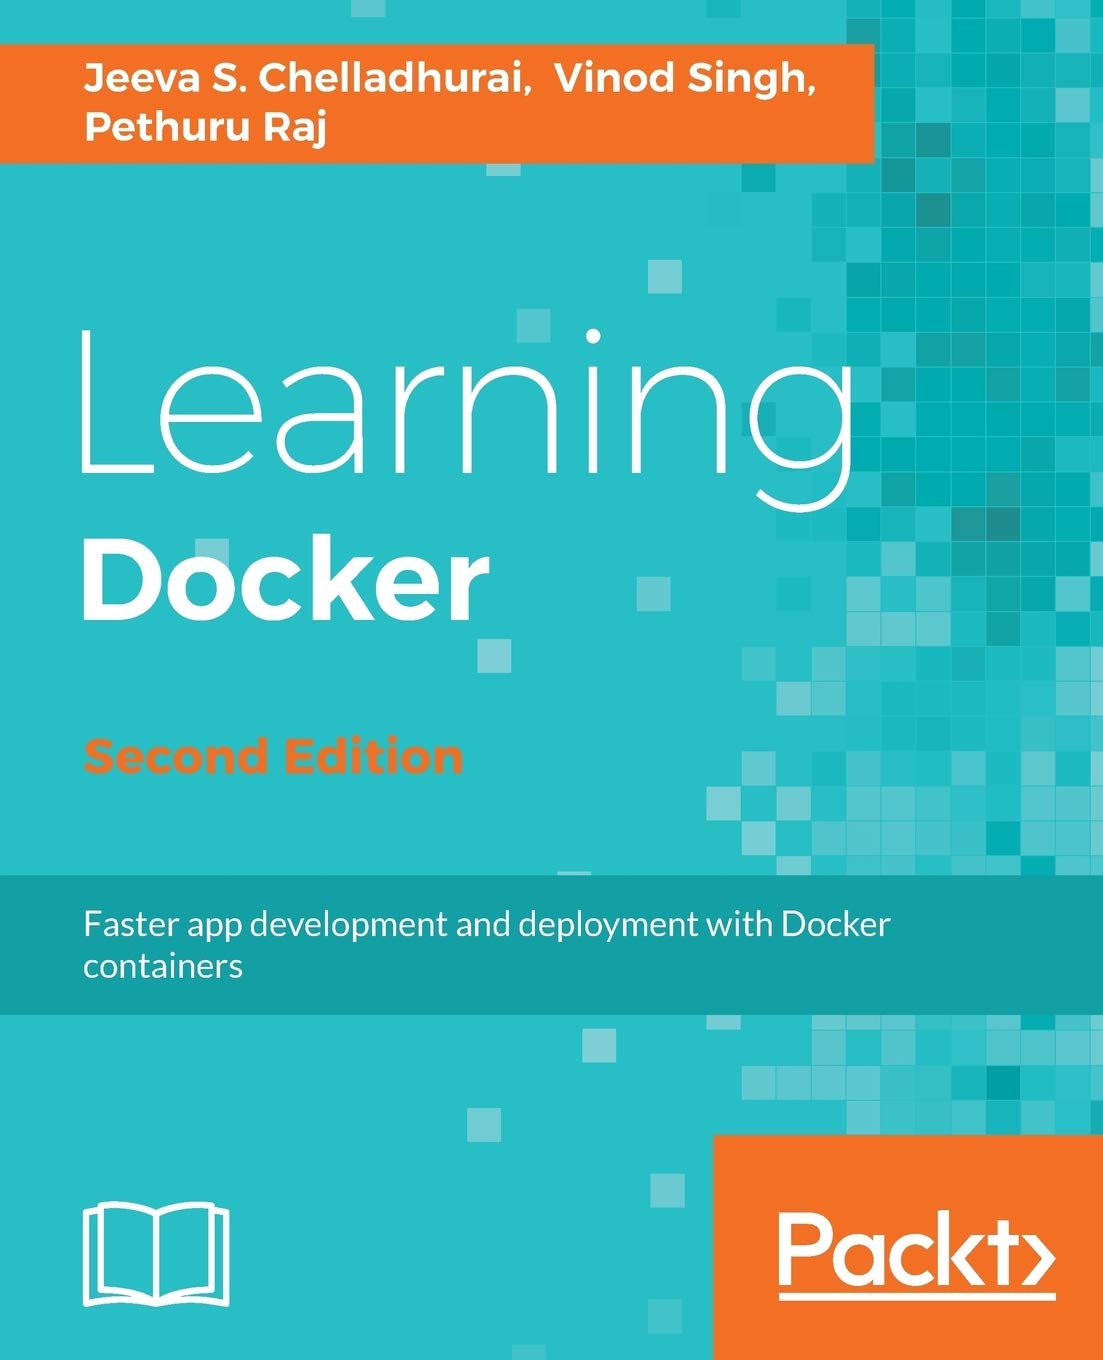 Jeeva S. Chelladhurai,  Vinod Singh,
Pethuru Raj
Learning
Docker
Second Edition
Faster app development and deployment with Docker
containers
Packt>